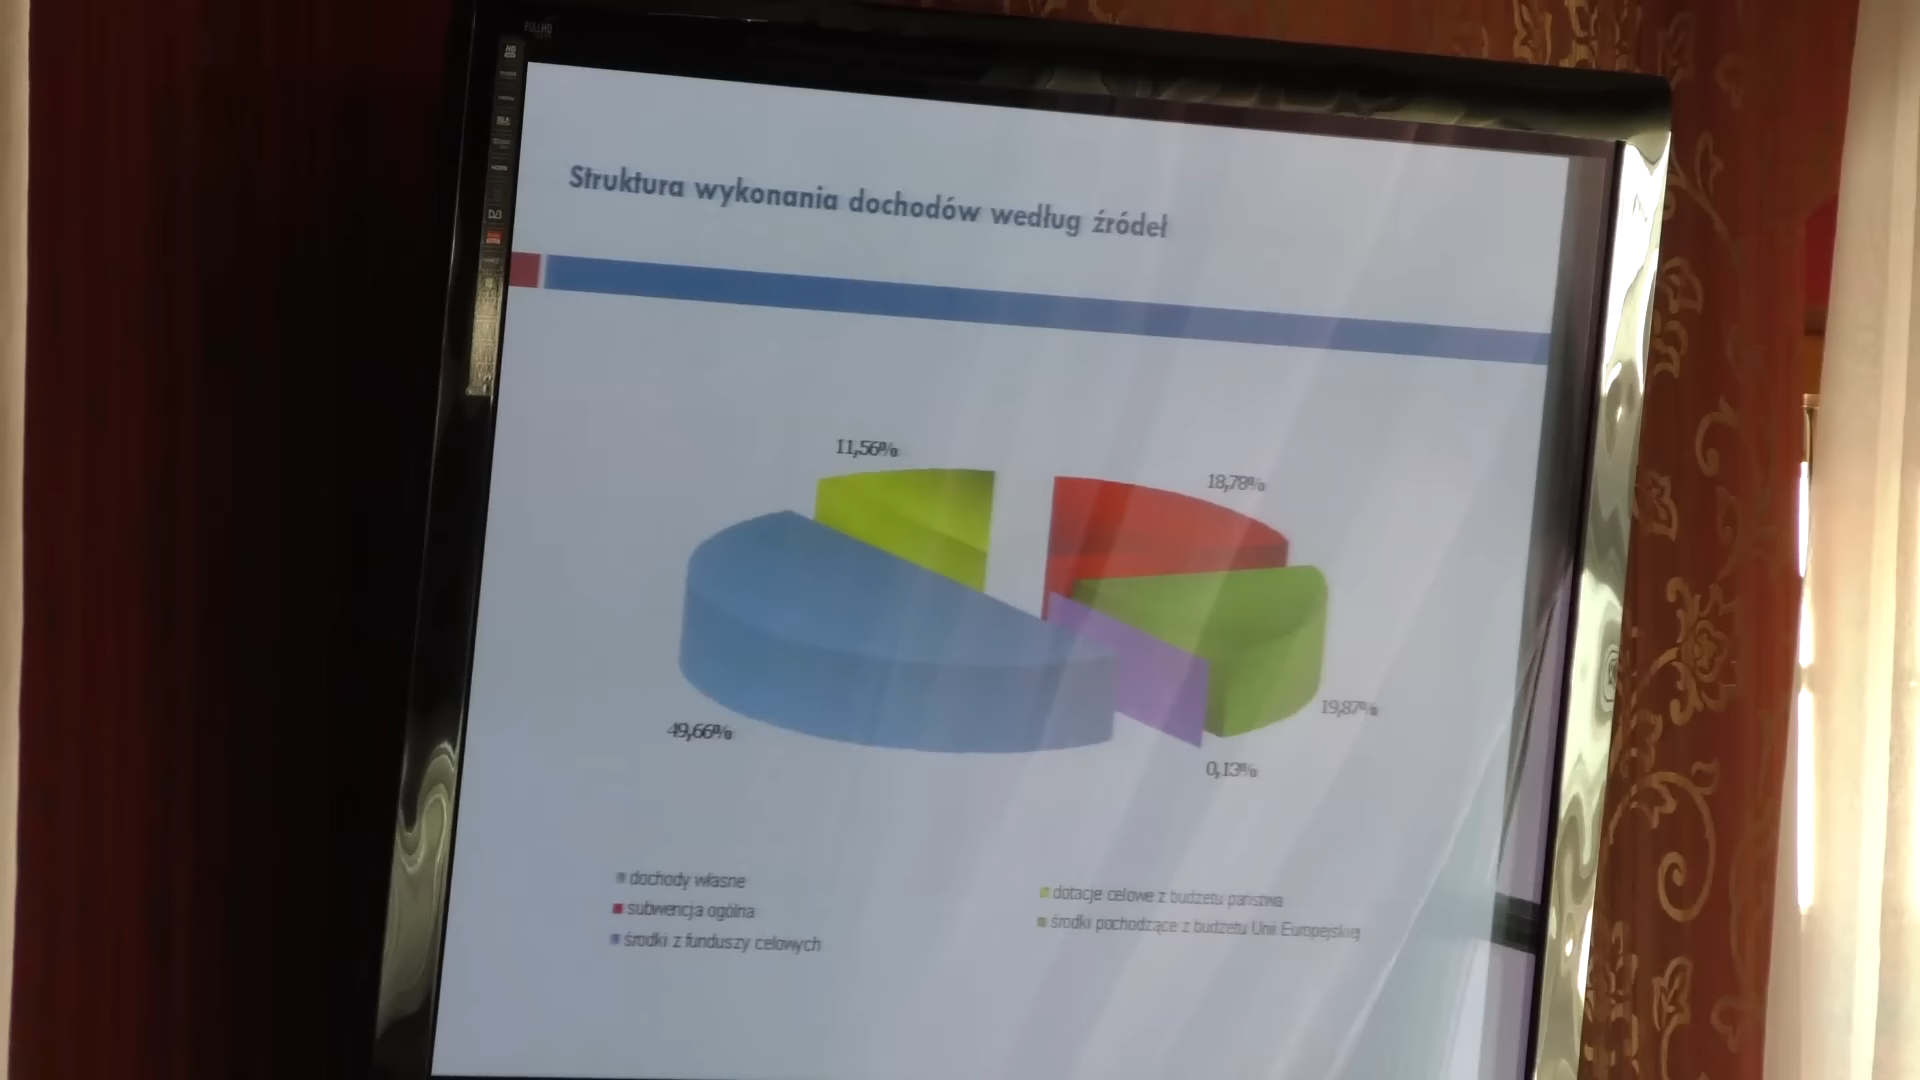 FULLHD
Struktura wykonania dochodów według źródeł
11,56%
18,78%
49,66%
19,87%
0,13%
dochody własne
subwencja ogólna
środki z funduszy celowych
dotacje celowe z budżetu państwa
środki pochodzące z budżetu Unii Europejskiej